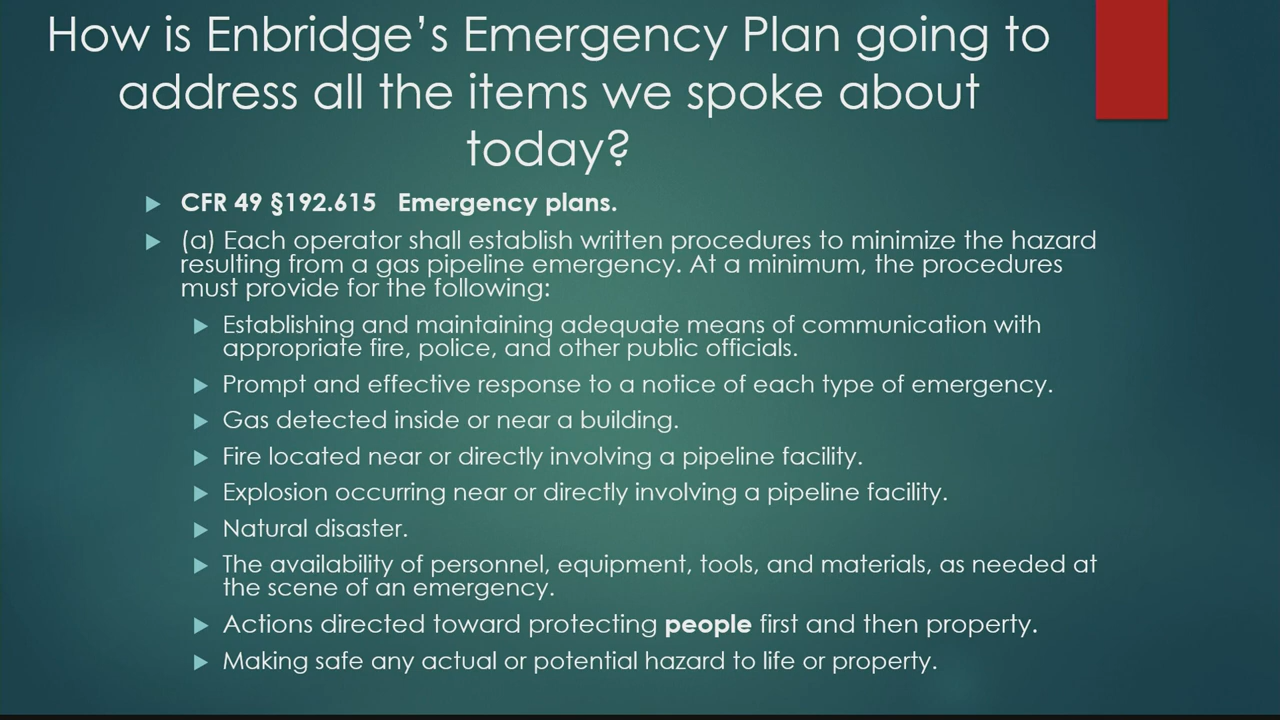 How is Enbridge’s Emergency Plan going to
address all the items we spoke about
today?
CFR 49 §192.615 Emergency plans.
(a) Each operator shall establish written procedures to minimize the hazard
resulting from a gas pipeline emergency. At a minimum, the procedures
must provide for the following:
Establishing and maintaining adequate means of communication with
appropriate fire, police, and other public officials.
Prompt and effective response to a notice of each type of emergency.
Gas detected inside or near a building.
Fire located near or directly involving a pipeline facility.
Explosion occurring near or directly involving a pipeline facility.
Natural disaster.
The availability of personnel, equipment, tools, and materials, as needed at
the scene of an emergency.
Actions directed toward protecting people first and then property.
Making safe any actual or potential hazard to life or property.